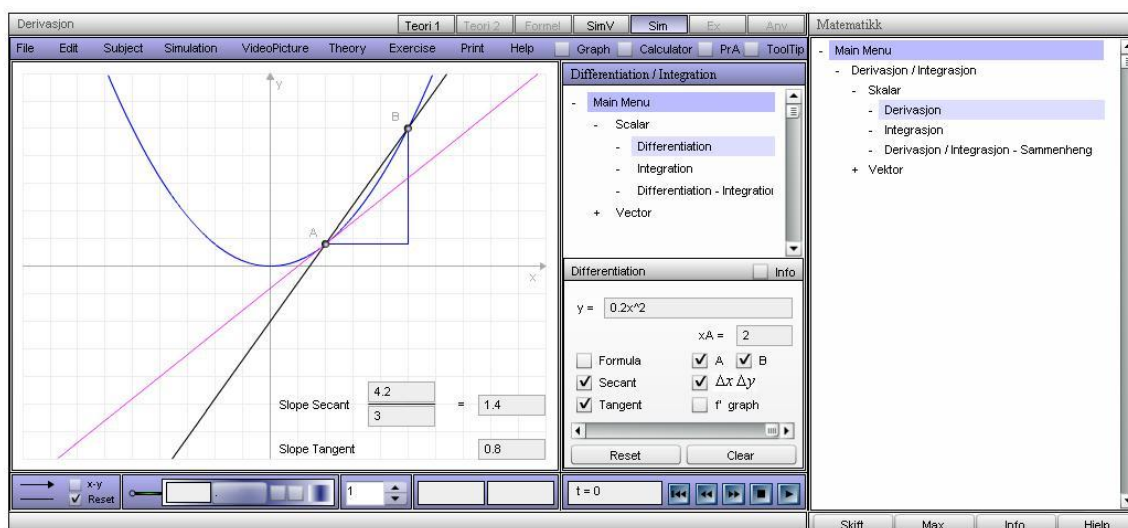 Derivasjon Teori 1 Teori 2 Formel SimV Sim Ex Anv
File Edit Subject Simulation VideoPicture Theory Exercise Print Help Graph Calculator PrA ToolTip
y
B
A
x
Slope Secant 4.2 = 1.4
3
Slope Tangent 0.8
Differentiation / Integration
- Main Menu
- Scalar
- Differentiation
- Integration
- Differentiation - Integration
+ Vector
Differentiation Info
y = 0.2x^2
xA = 2
Formula A B
Secant Δx Δy
Tangent f' graph
Reset Clear
x-y
Reset
1
t = 0
Matematikk
- Main Menu
- Derivasjon / Integrasjon
- Skalar
- Derivasjon
- Integrasjon
- Derivasjon / Integrasjon - Sammenheng
+ Vektor
Skift Max Info Hjelp